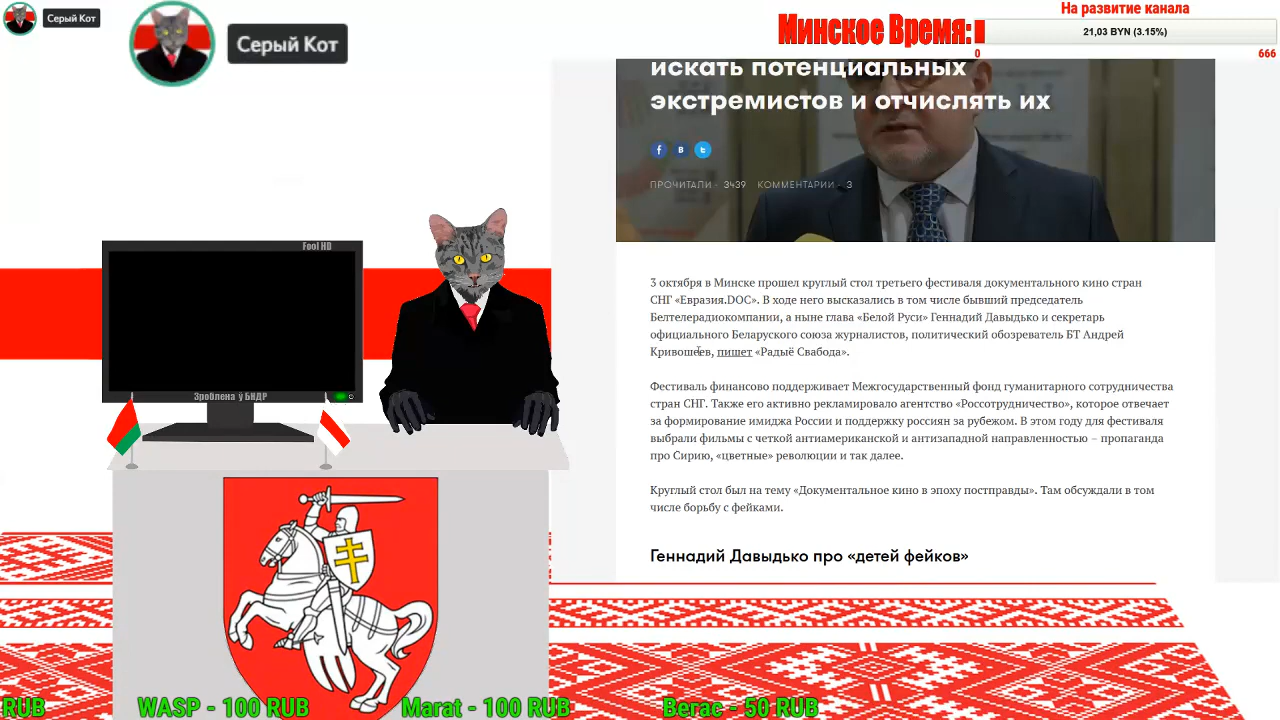 Серый Кот
Серый Кот
Минское Время:
На развитие канала
21,03 BYN (3.15%)
0
666
искать потенциальных
экстремистов и отчислять их
ПРОЧИТАЛИ · 3439 КОММЕНТАРИИ · 3
3 октября в Минске прошел круглый стол третьего фестиваля документального кино стран
СНГ «Евразия.DOC». В ходе него высказались в том числе бывший председатель
Белтелерадиокомпании, а ныне глава «Белой Руси» Геннадий Давыдько и секретарь
официального Беларуского союза журналистов, политический обозреватель БТ Андрей
Кривошеев, пишет «Радыё Свабода».
Фестиваль финансово поддерживает Межгосударственный фонд гуманитарного сотрудничества
стран СНГ. Также его активно рекламировало агентство «Россотрудничество», которое отвечает
за формирование имиджа России и поддержку россиян за рубежом. В этом году для фестиваля
выбрали фильмы с четкой антиамериканской и антизападной направленностью – пропаганда
про Сирию, «цветные» революции и так далее.
Круглый стол был на тему «Документальное кино в эпоху постправды». Там обсуждали в том
числе борьбу с фейками.
Геннадий Давыдько про «детей фейков»
Fool HD
Зроблена ў БНДР
RUB WASP - 100 RUB Marat - 100 RUB Вегас - 50 RUB